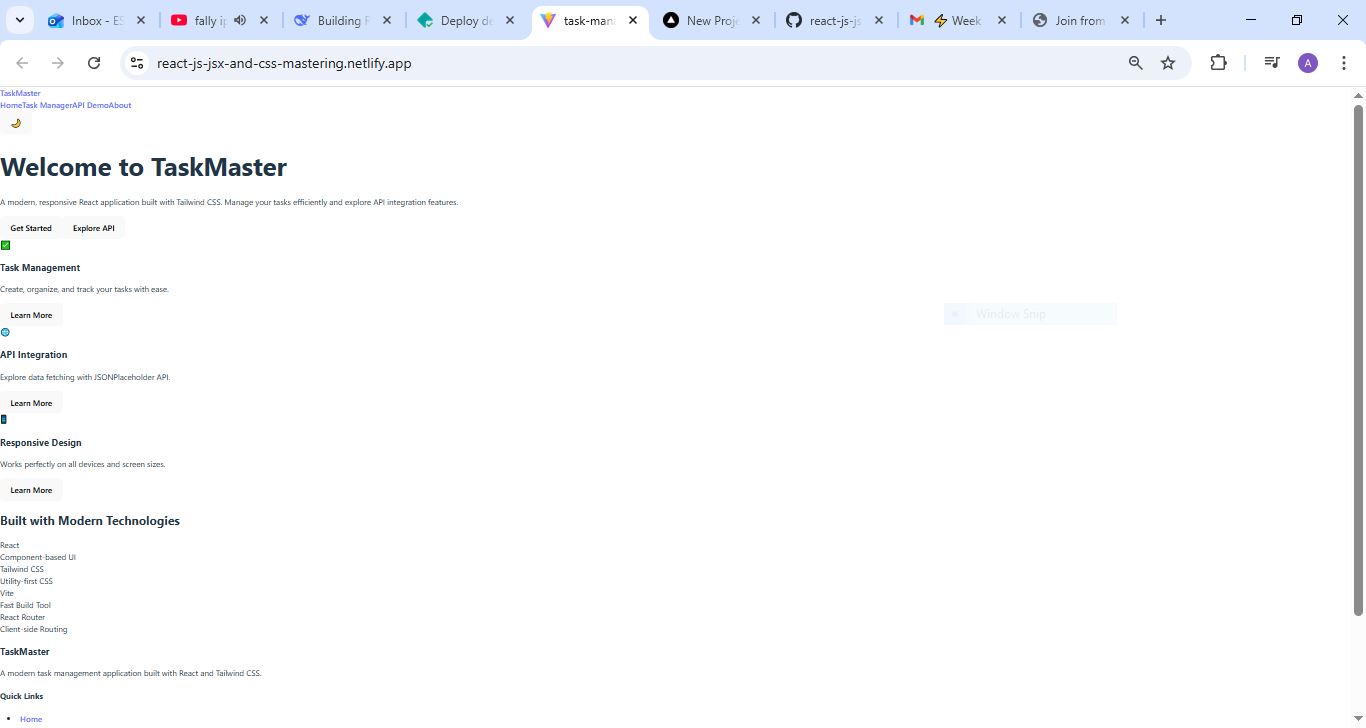 Inbox - ES
fally ip
Building R
Deploy de
task-mana
New Proje
react-js-js
Week
Join from
react-js-jsx-and-css-mastering.netlify.app
A
TaskMaster
HomeTask ManagerAPI DemoAbout
Welcome to TaskMaster
A modern, responsive React application built with Tailwind CSS. Manage your tasks efficiently and explore API integration features.
Get Started Explore API
Task Management
Create, organize, and track your tasks with ease.
Learn More
Window Snip
API Integration
Explore data fetching with JSONPlaceholder API.
Learn More
Responsive Design
Works perfectly on all devices and screen sizes.
Learn More
Built with Modern Technologies
React
Component-based UI
Tailwind CSS
Utility-first CSS
Vite
Fast Build Tool
React Router
Client-side Routing
TaskMaster
A modern task management application built with React and Tailwind CSS.
Quick Links
• Home